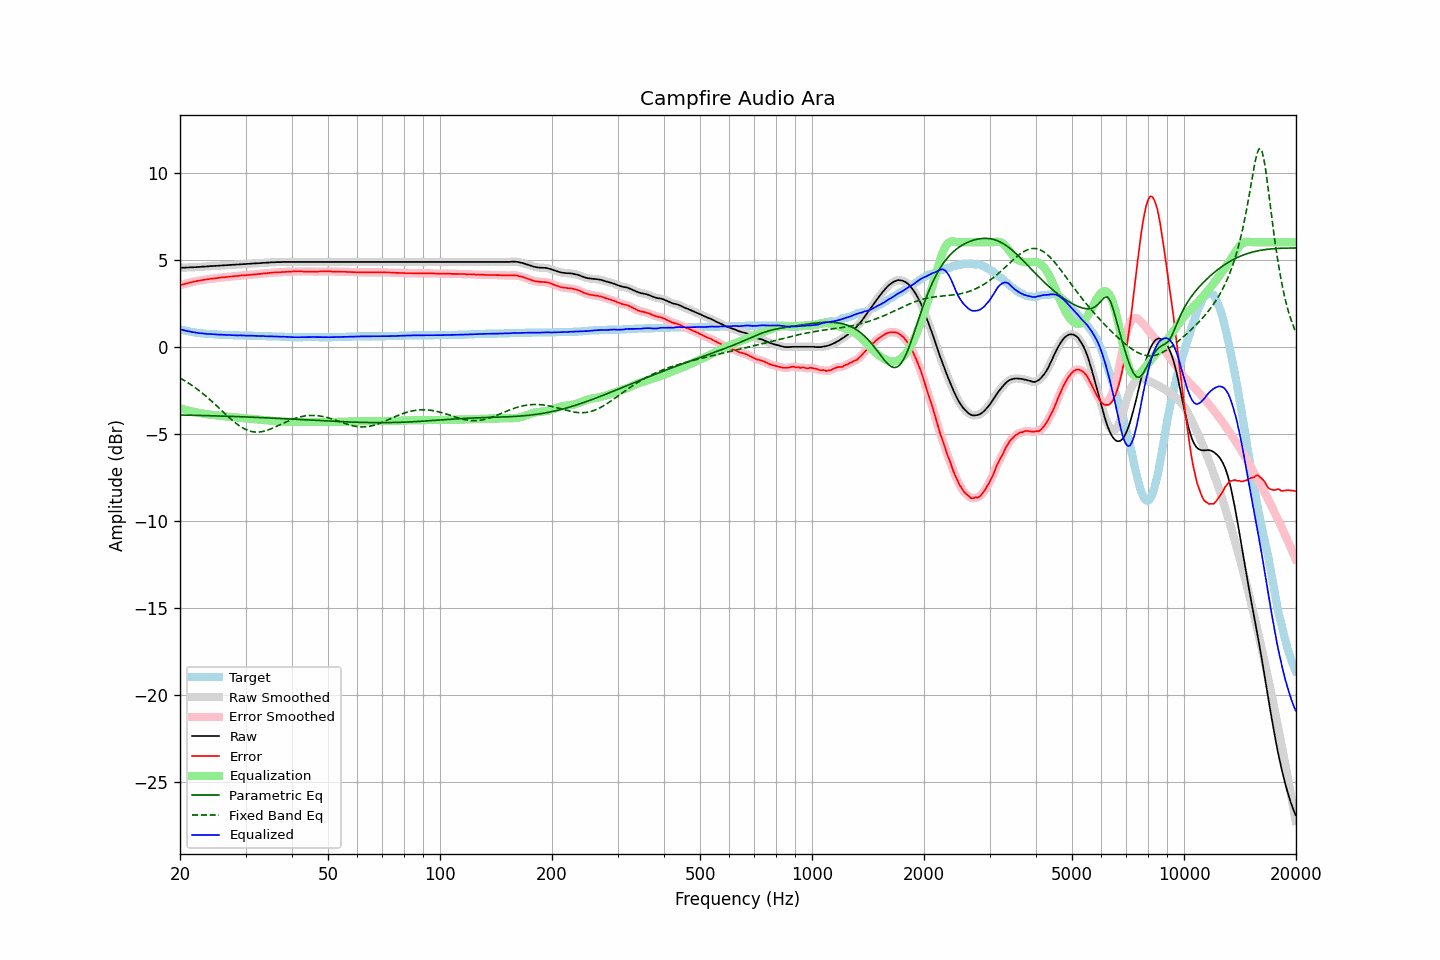 Campfire Audio Ara
Amplitude (dBr)
10
5
0
−5
−10
−15
−20
−25
Target
Raw Smoothed
Error Smoothed
Raw
Error
Equalization
Parametric Eq
Fixed Band Eq
Equalized
20 50 100 200 500 1000 2000 5000 10000 20000
Frequency (Hz)